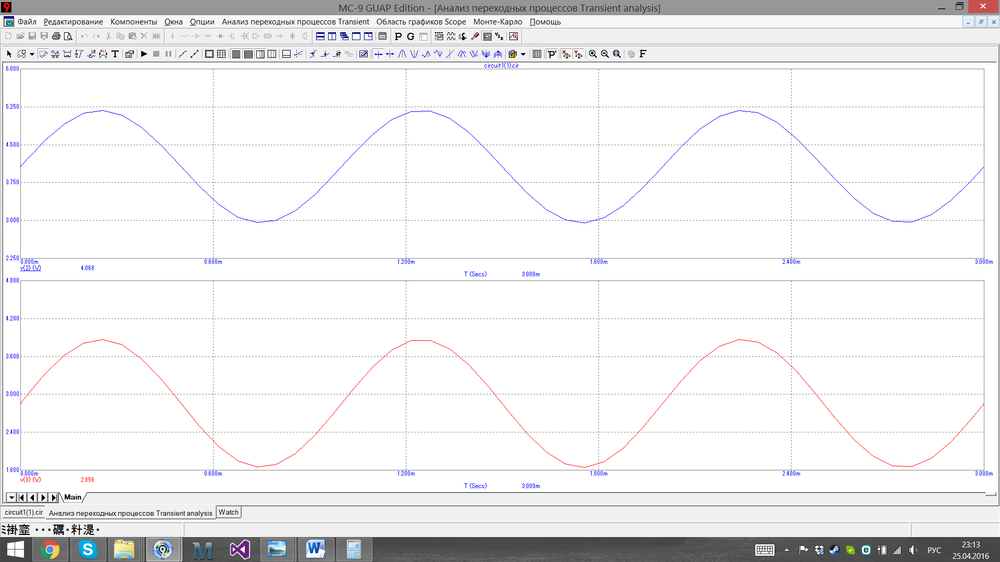 MC-9 GUAP Edition - [Анализ переходных процессов Transient analysis]
Файл Редактирование Компоненты Окна Опции Анализ переходных процессов Transient Область графиков Scope Монте-Карло Помощь
circuit1(1).cir
6.000
5.250
4.500
3.750
3.000
2.250
0.000m 0.600m 1.200m 1.800m 2.400m 3.000m
v(2) (V) 4.068
T (Secs) 3.000m
4.800
4.200
3.600
3.000
2.400
1.800
0.000m 0.600m 1.200m 1.800m 2.400m 3.000m
v(3) (V) 2.856
T (Secs) 3.000m
Main
circuit1(1).cir Анализ переходных процессов Transient analysis Watch
РУС
23:13
25.04.2016